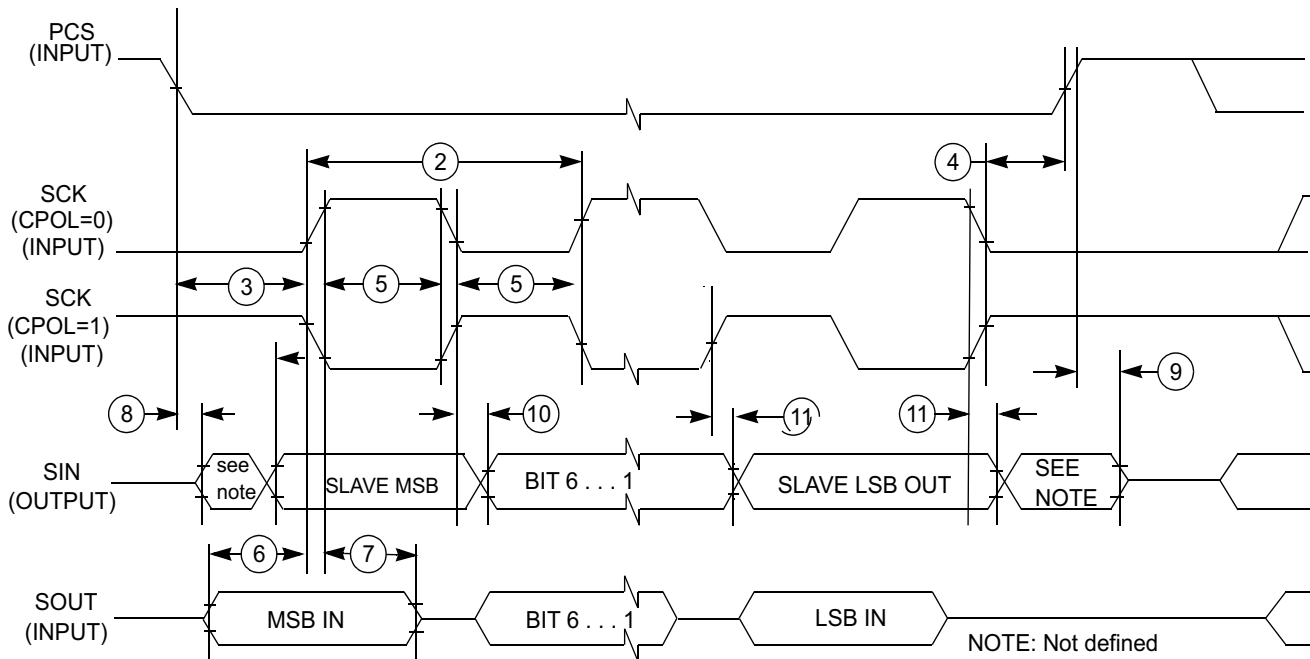 PCS
(INPUT)
2
4
SCK
(CPOL=0)
(INPUT)
3
5
5
SCK
(CPOL=1)
(INPUT)
9
8
10
11
11
SIN
(OUTPUT)
see
note
SLAVE MSB
BIT 6 . . . 1
SLAVE LSB OUT
SEE
NOTE
6
7
SOUT
(INPUT)
MSB IN
BIT 6 . . . 1
LSB IN
NOTE: Not defined